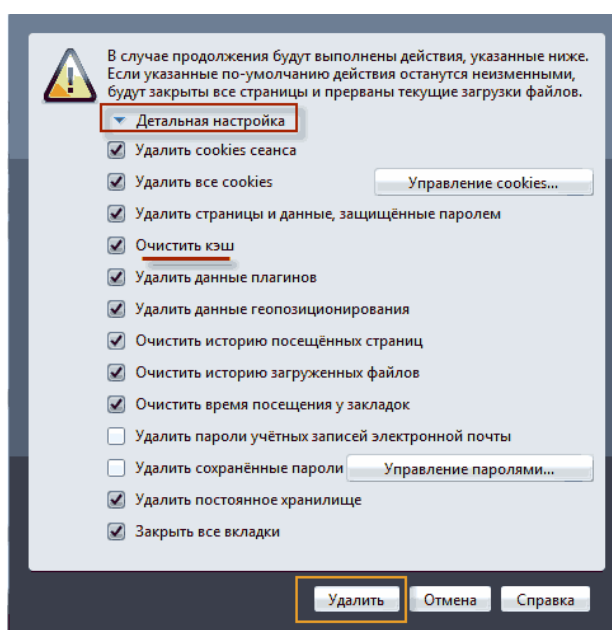 В случае продолжения будут выполнены действия, указанные ниже.
Если указанные по-умолчанию действия останутся неизменными,
будут закрыты все страницы и прерваны текущие загрузки файлов.
Детальная настройка
Удалить cookies сеанса
Удалить все cookies Управление cookies...
Удалить страницы и данные, защищённые паролем
Очистить кэш
Удалить данные плагинов
Удалить данные геопозиционирования
Очистить историю посещённых страниц
Очистить историю загруженных файлов
Очистить время посещения у закладок
Удалить пароли учётных записей электронной почты
Удалить сохранённые пароли Управление паролями...
Удалить постоянное хранилище
Закрыть все вкладки
Удалить Отмена Справка